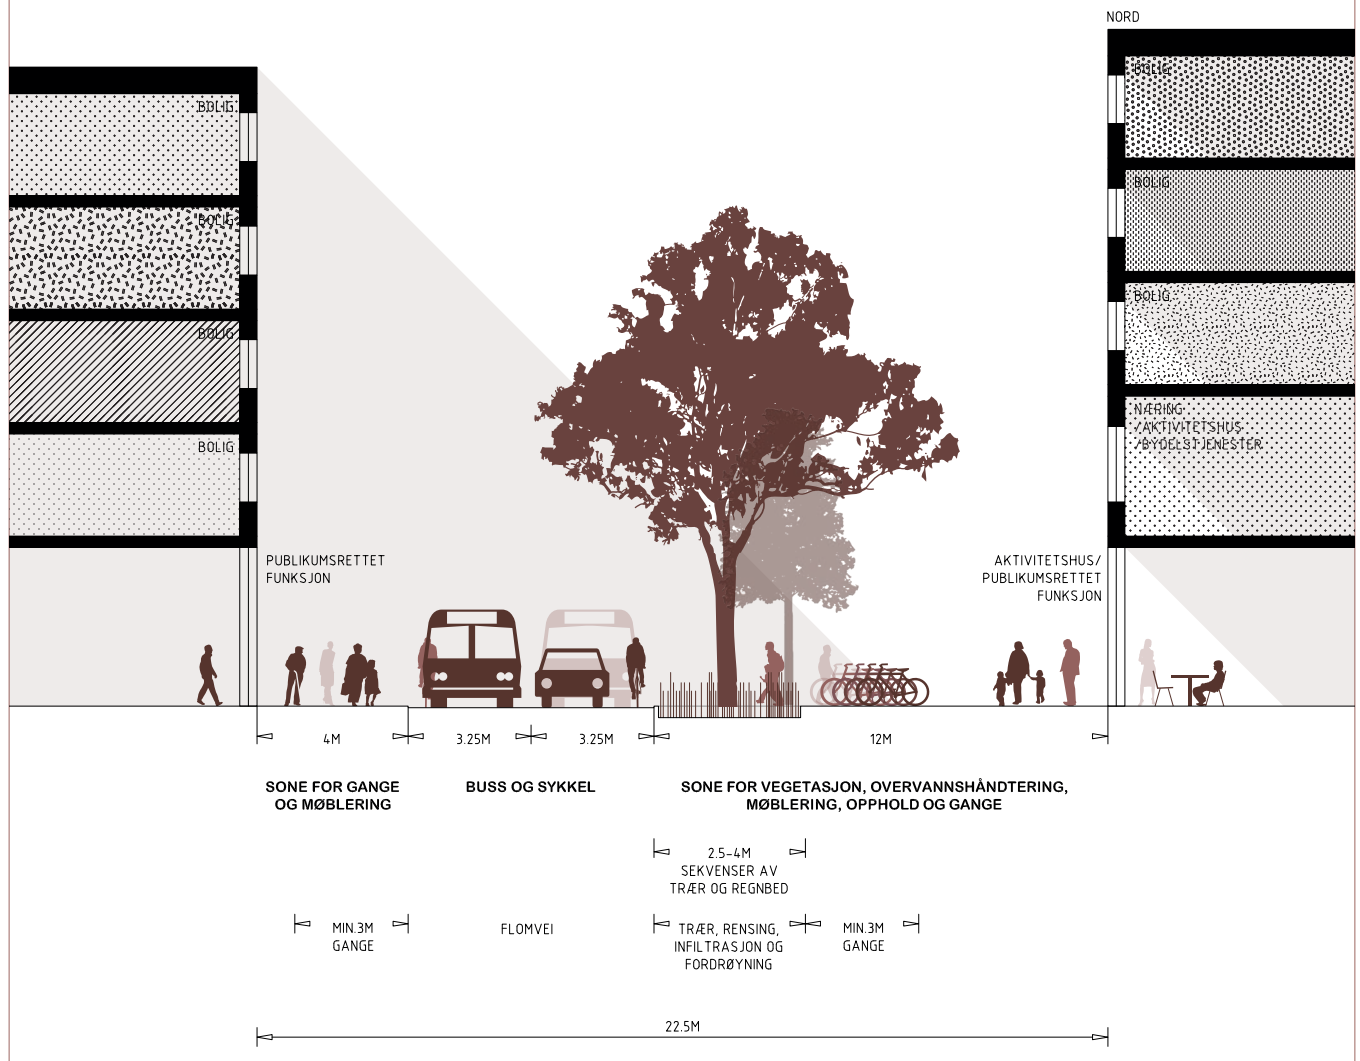 NORD
BOLIG
BOLIG
BOLIG
BOLIG
BOLIG
BOLIG
BOLIG
NÆRING
/AKTIVITETSHUS
/BYDELSTJENESTER
PUBLIKUMSRETTET
FUNKSJON
AKTIVITETSHUS/
PUBLIKUMSRETTET
FUNKSJON
4M
3.25M
3.25M
12M
SONE FOR GANGE
OG MØBLERING
BUSS OG SYKKEL
SONE FOR VEGETASJON, OVERVANNSHÅNDTERING,
MØBLERING, OPPHOLD OG GANGE
2.5-4M
SEKVENSER AV
TRÆR OG REGNBED
MIN.3M
GANGE
FLOMVEI
TRÆR, RENSING,
INFILTRASJON OG
FORDRØYNING
MIN.3M
GANGE
22.5M